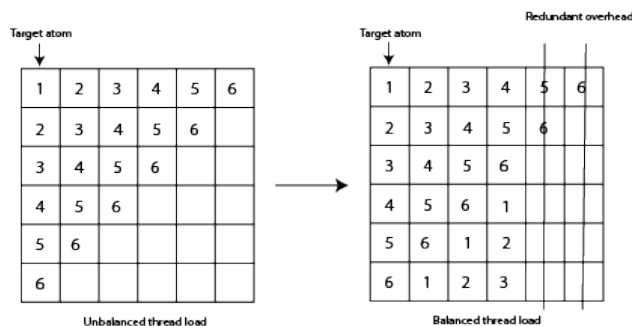 Redundant overhead
Target atom
Target atom
1 2 3 4 5 6
2 3 4 5 6
3 4 5 6
4 5 6
5 6
6
1 2 3 4 5 6
2 3 4 5 6
3 4 5 6
4 5 6 1
5 6 1 2
6 1 2 3
Unbalanced thread load
Balanced thread load